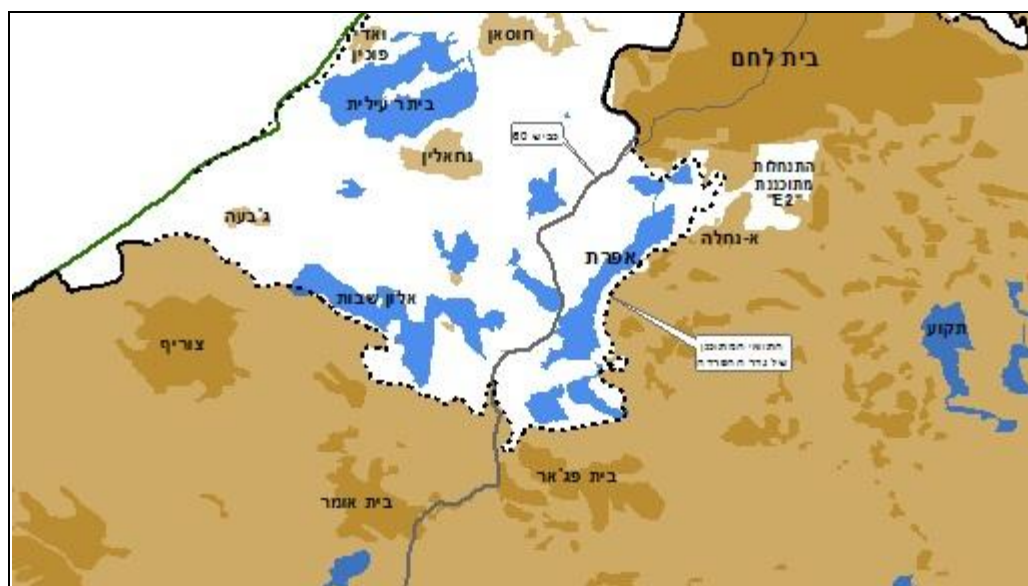 ואדי
פוכין
חוסאן
בית לחם
ביתר עילית
כביש 60
נחאלין
התנחלות
מתוכננת
"E2"
ג'בעה
א-נחלה
אפרת
אלון שבות
תקוע
צוריף
התוואי המתוכנן
של גדר ההפרדה
בית פג'אר
בית אומר